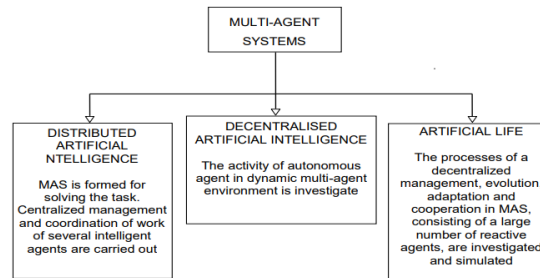 MULTI-AGENT
SYSTEMS
DISTRIBUTED
ARTIFICIAL
NTELLIGENCE
MAS is formed for
solving the task.
Centralized management
and coordination of work
of several intelligent
agents are carried out
DECENTRALISED
ARTIFICIAL INTELLIGENCE
The activity of autonomous
agent in dynamic multi-agent
environment is investigate
ARTIFICIAL LIFE
The processes of a
decentralized
management, evolution,
adaptation and
cooperation in MAS,
consisting of a large
number of reactive
agents, are investigated
and simulated